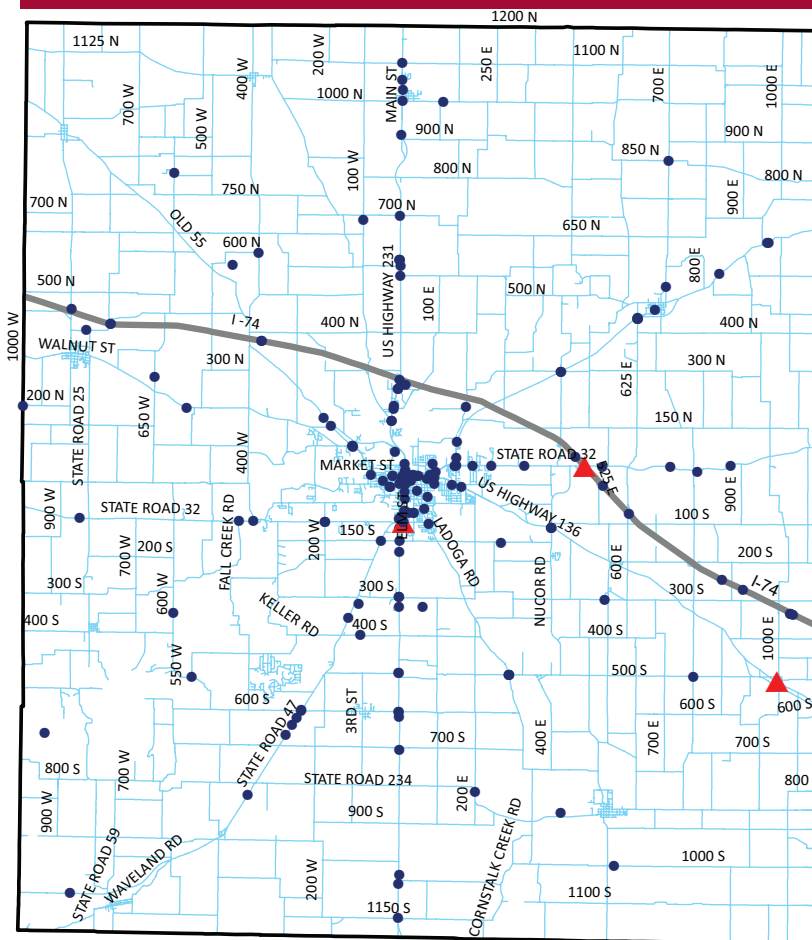 1200 N
1125 N
200 W
250 E
1100 N
400 W
MAIN ST
700 E
1000 E
700 W
1000 N
500 W
900 N
900 N
850 N
800 N
100 W
800 N
750 N
900 E
700 N
700 N
OLD 55
650 N
600 N
US HIGHWAY 231
800 E
500 N
500 N
100 E
I -74
400 N
400 N
1000 W
WALNUT ST
300 N
300 N
625 E
200 N
STATE ROAD 25
650 W
150 N
400 W
MARKET ST
STATE ROAD 32
525 E
900 E
900 W
STATE ROAD 32
FALL CREEK RD
ELM ST
US HIGHWAY 136
100 S
150 S
200 W
LADOGA RD
700 W
200 S
200 S
NUCOR RD
600 E
300 S
600 W
300 S
300 S
I-74
400 S
KELLER RD
400 S
400 S
1000 E
550 W
500 S
600 S
STATE ROAD 47
3RD ST
600 S
600 S
700 S
400 E
700 E
700 S
800 S
700 W
STATE ROAD 234
200 E
800
900 W
900 S
CORNSTALK CREEK RD
STATE ROAD 59
WAVELAND RD
200 W
1000 S
1100 S
1150 S